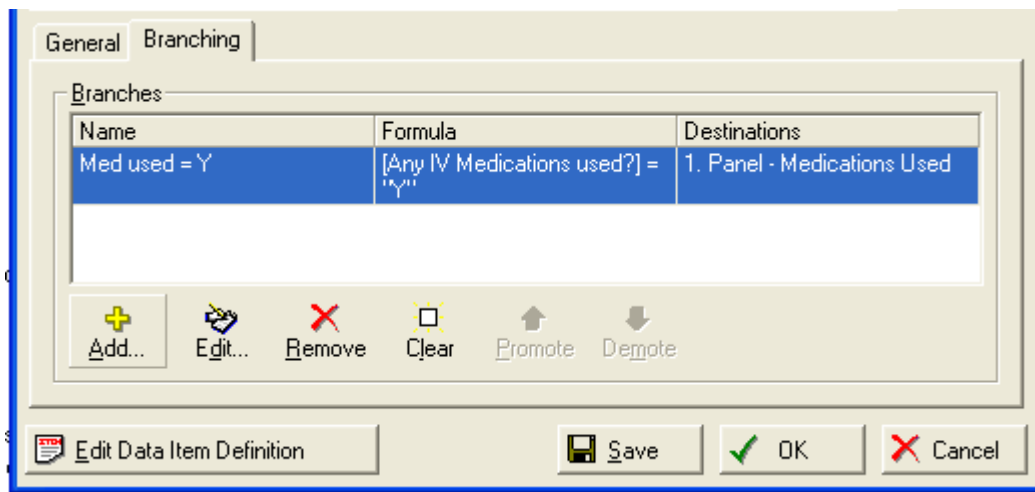 General Branching
Branches
Name Formula Destinations
Med used = Y [Any IV Medications used?] = 1. Panel - Medications Used
"Y"
Add... Edit... Remove Clear Promote Demote
Edit Data Item Definition Save OK Cancel